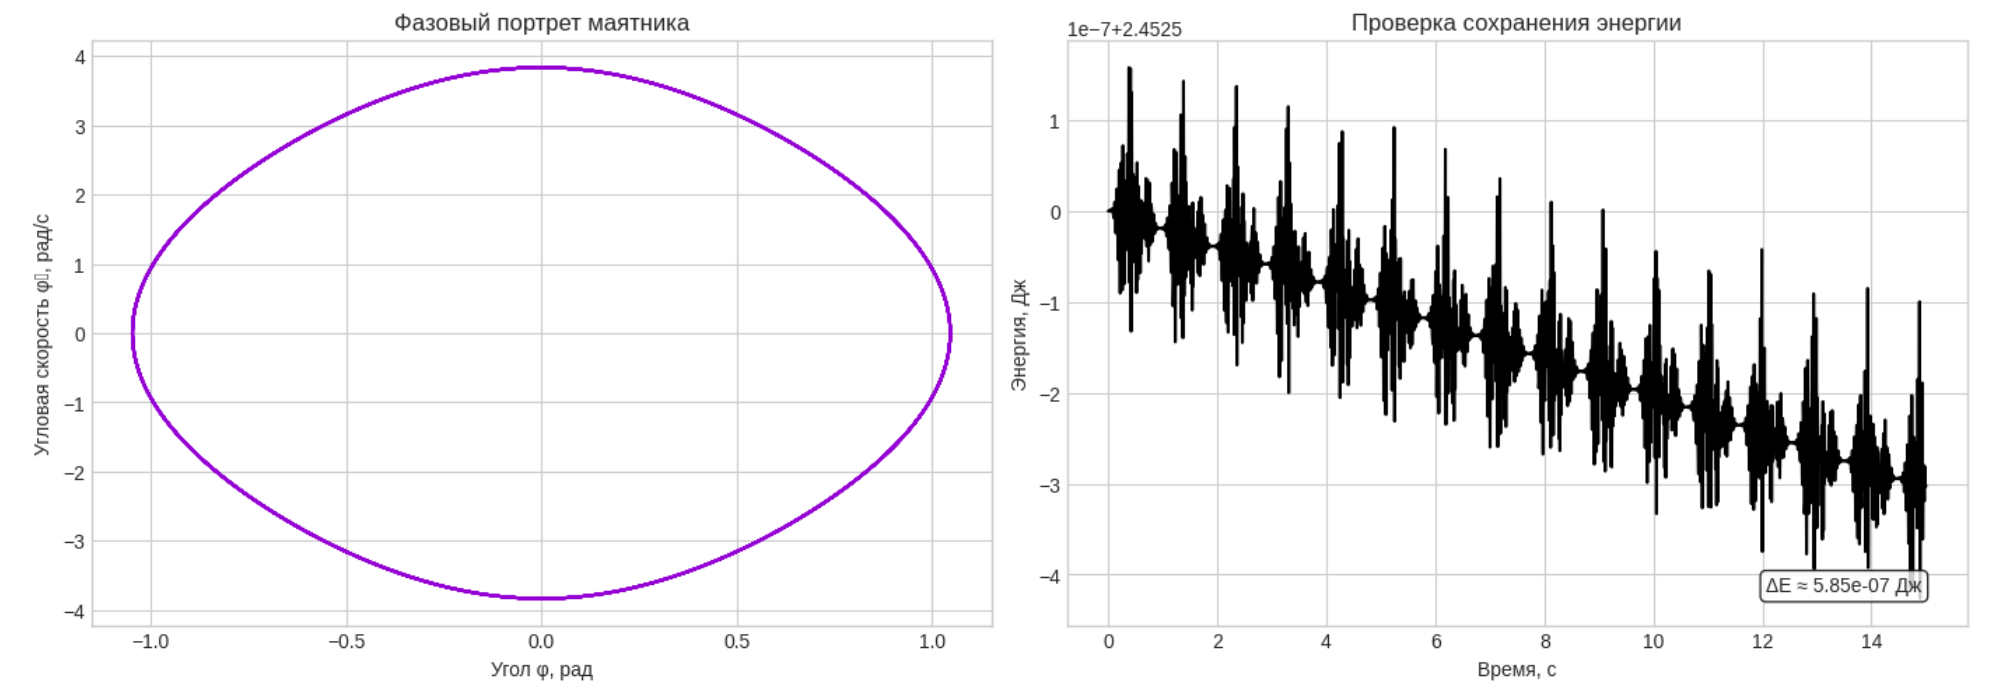 Фазовый портрет маятника
4
3
2
1
0
−1
−2
−3
−4
Угловая скорость φ▯, рад/с
−1.0 −0.5 0.0 0.5 1.0
Угол φ, рад
Проверка сохранения энергии
1e−7+2.4525
1
0
−1
−2
−3
−4
Энергия, Дж
ΔE ≈ 5.85e-07 Дж
0 2 4 6 8 10 12 14
Время, с